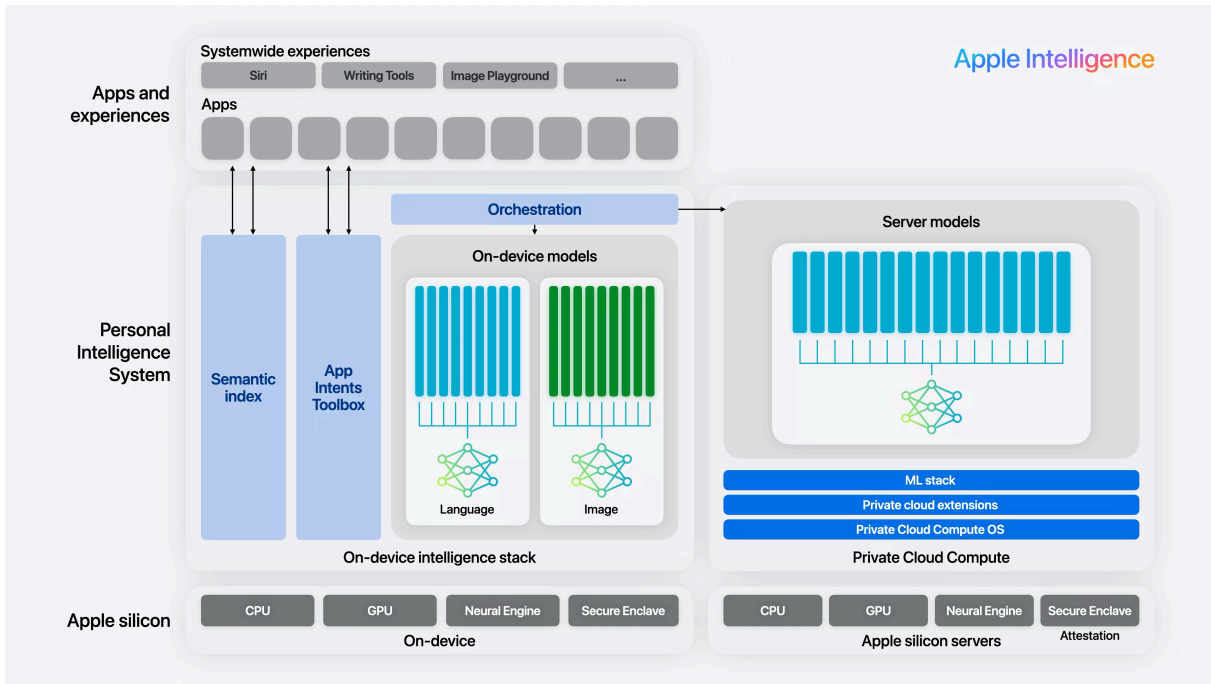 Apple Intelligence
Systemwide experiences
Siri
Writing Tools
Image Playground
...
Apps and
experiences
Apps
Orchestration
Server models
On-device models
Personal
Intelligence
System
Semantic
index
App
Intents
Toolbox
Language
Image
ML stack
Private cloud extensions
Private Cloud Compute OS
On-device intelligence stack
Private Cloud Compute
Apple silicon
CPU
GPU
Neural Engine
Secure Enclave
On-device
CPU
GPU
Neural Engine
Secure Enclave
Attestation
Apple silicon servers